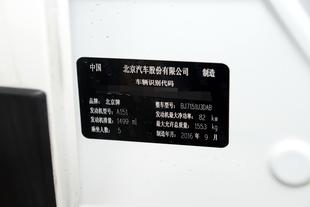 中国 北京汽车股份有限公司 制造
车辆识别代码
品牌：北京牌 整车型号：BJ7151U3DAB
发动机型号：A151 发动机最大净功率：82 kw
发动机排量：1499 ml 最大允许总质量：1553 kg
乘坐人数：5 制造年月：2016 年 9 月